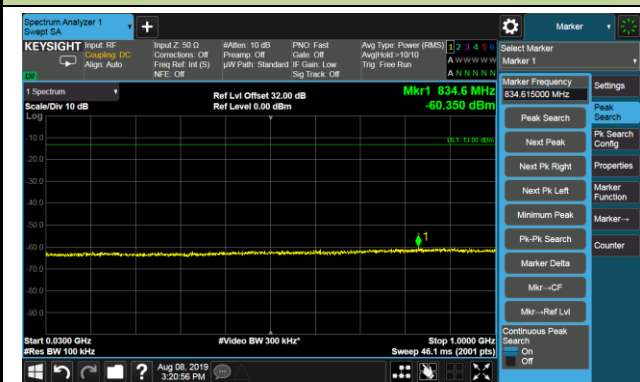 Spectrum Analyzer 1
Swept SA
+
Marker
KEYSIGHT
Input: RF
Coupling: DC
Align: Auto
Input Z: 50 Ω
Corrections: Off
Freq Ref: Int (S)
NFE: Off
#Atten: 10 dB
Preamp: Off
µW Path: Standard
PNO: Fast
Gate: Off
IF Gain: Low
Sig Track: Off
Avg Type: Power (RMS)
Avg|Hold:>10/10
Trig: Free Run
1 2 3 4 5 6
A W W W W W
A N N N N N
Select Marker
Marker 1
1 Spectrum
Scale/Div 10 dB
Log
Ref Lvl Offset 32.00 dB
Ref Level 0.00 dBm
Mkr1 834.6 MHz
-60.350 dBm
DL1 -13.00 dBm
-10.0
-20.0
-30.0
-40.0
-50.0
-60.0
-70.0
-80.0
-90.0
1
Start 0.0300 GHz
#Res BW 100 kHz
#Video BW 300 kHz*
Stop 1.0000 GHz
Sweep 46.1 ms (2001 pts)
Marker Frequency
834.615000 MHz
Peak Search
Next Peak
Next Pk Right
Next Pk Left
Minimum Peak
Pk-Pk Search
Marker Delta
Mkr→CF
Mkr→Ref Lvl
Continuous Peak
Search
On
Off
Settings
Peak
Search
Pk Search
Config
Properties
Marker
Function
Marker→
Counter
?
Aug 08, 2019
3:20:56 PM